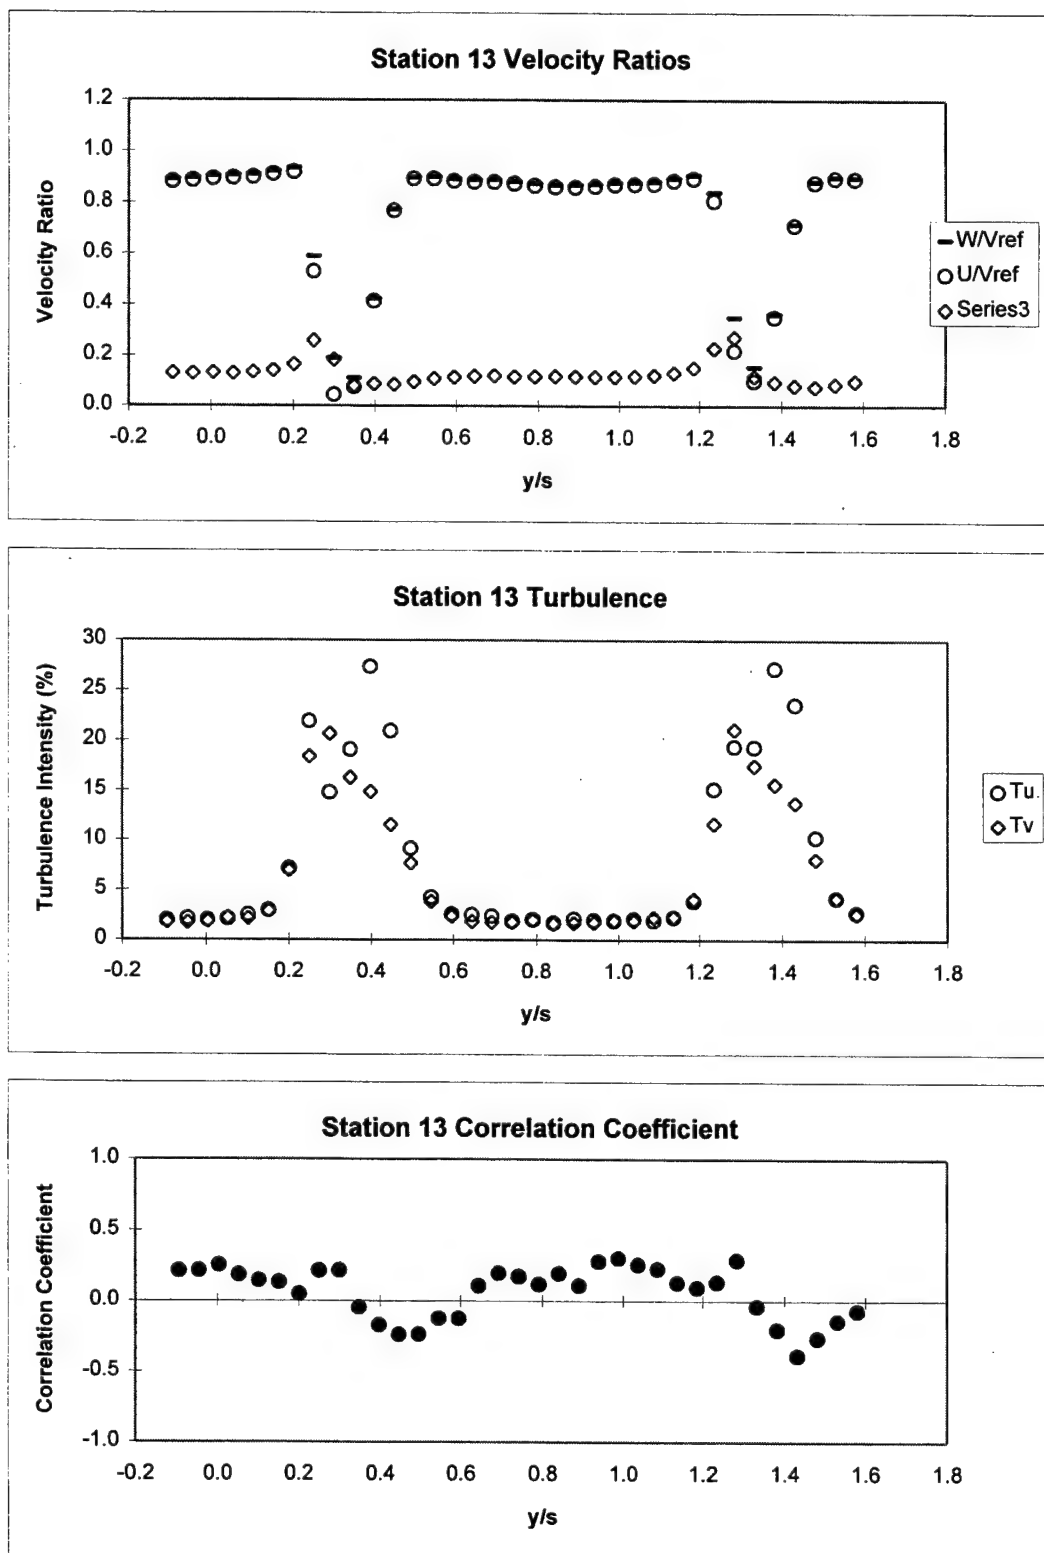 Station 13 Velocity Ratios
1.2
1.0
0.8
0.6
0.4
0.2
0.0
Velocity Ratio
-0.2 0.0 0.2 0.4 0.6 0.8 1.0 1.2 1.4 1.6 1.8
y/s
W/Vref
U/Vref
Series3
Station 13 Turbulence
30
25
20
15
10
5
0
Turbulence Intensity (%)
-0.2 0.0 0.2 0.4 0.6 0.8 1.0 1.2 1.4 1.6 1.8
y/s
Tu
Tv
Station 13 Correlation Coefficient
1.0
0.5
0.0
-0.5
-1.0
Correlation Coefficient
-0.2 0.0 0.2 0.4 0.6 0.8 1.0 1.2 1.4 1.6 1.8
y/s